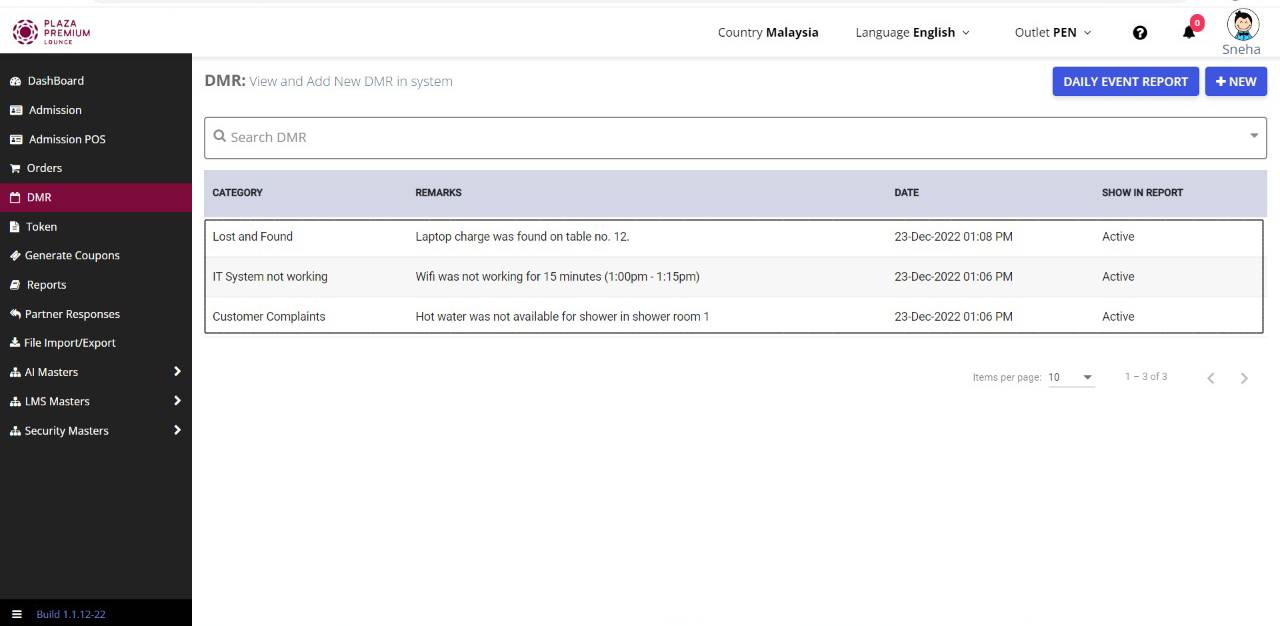 PLAZA
PREMIUM
LOUNGE
Country Malaysia
Language English
Outlet PEN
0
Sneha
DashBoard
Admission
Admission POS
Orders
DMR
Token
Generate Coupons
Reports
Partner Responses
File Import/Export
AI Masters
LMS Masters
Security Masters
Build 1.1.12-22
DMR: View and Add New DMR in system
DAILY EVENT REPORT
NEW
Search DMR
CATEGORY REMARKS DATE SHOW IN REPORT
Lost and Found Laptop charge was found on table no. 12. 23-Dec-2022 01:08 PM Active
IT System not working Wifi was not working for 15 minutes (1:00pm - 1:15pm) 23-Dec-2022 01:06 PM Active
Customer Complaints Hot water was not available for shower in shower room 1 23-Dec-2022 01:06 PM Active
Items per page: 10 1 – 3 of 3